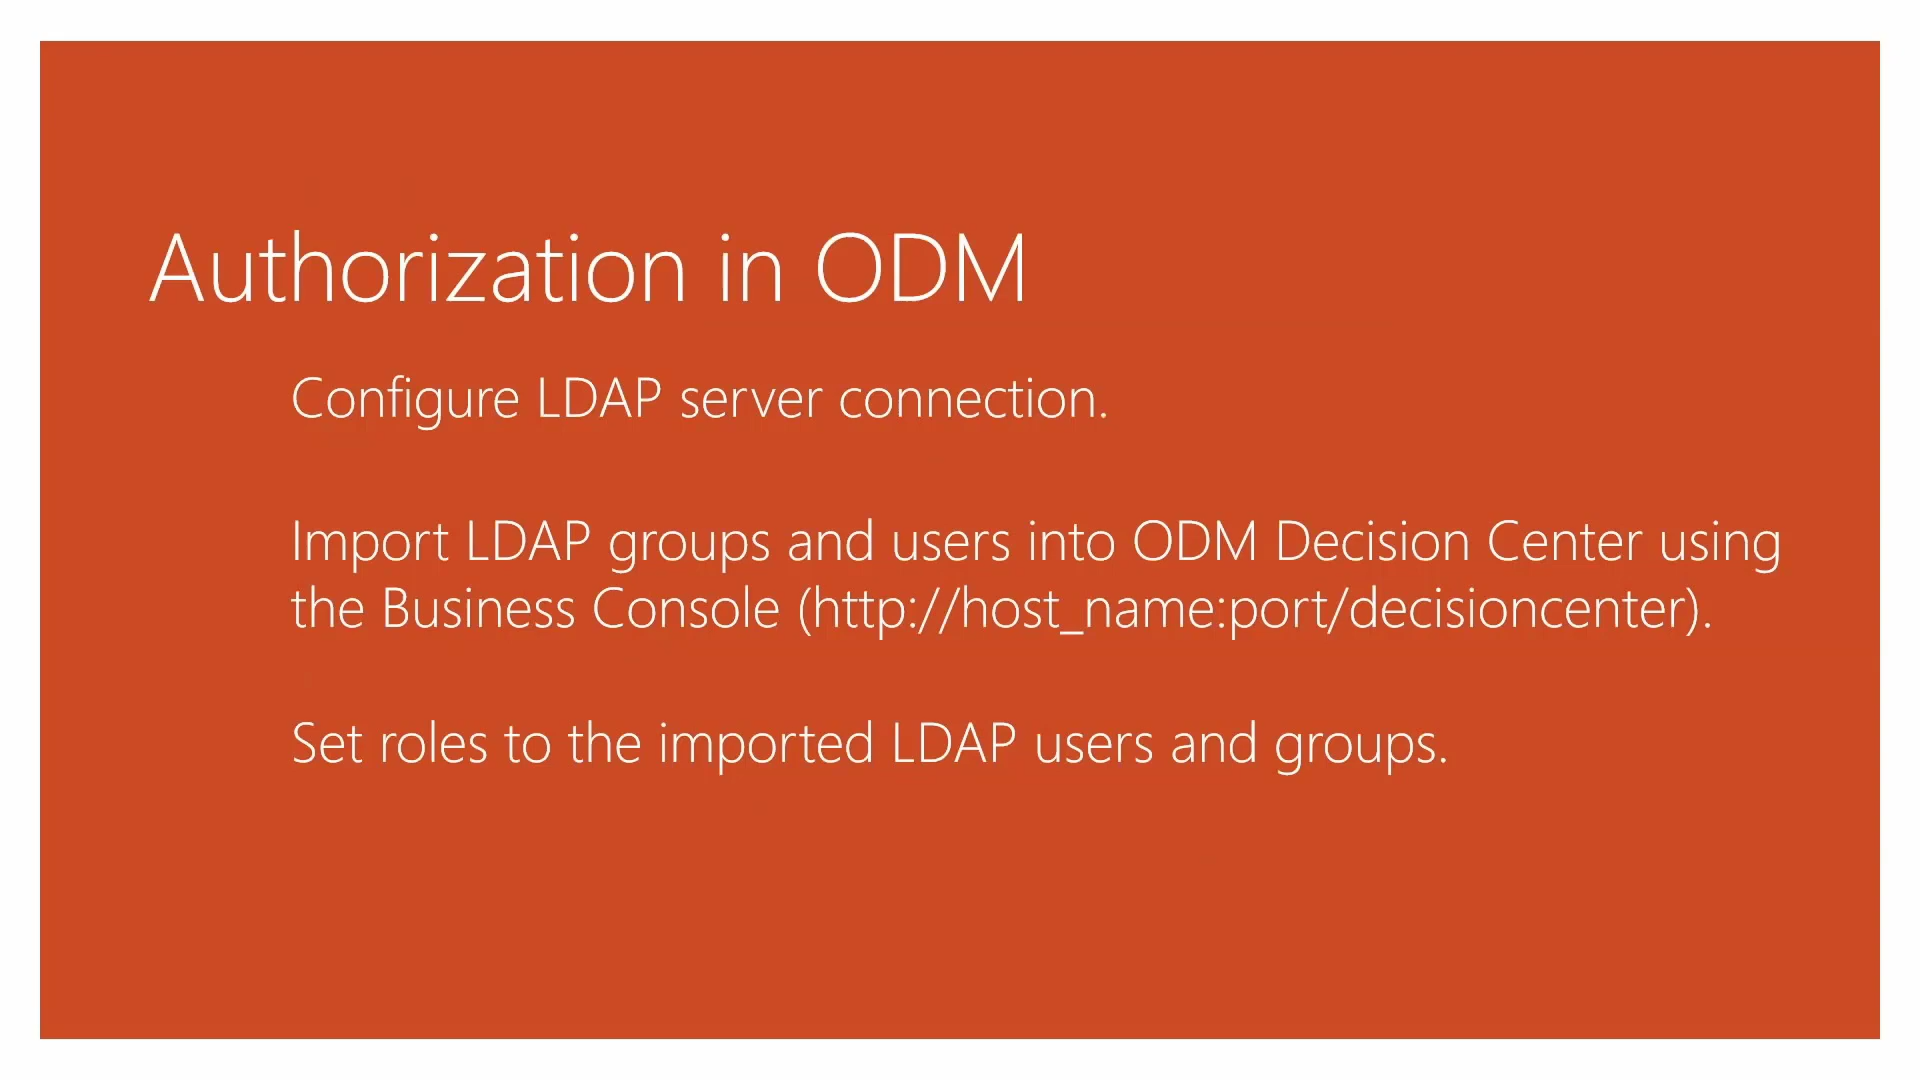 Authorization in ODM
Configure LDAP server connection.
Import LDAP groups and users into ODM Decision Center using
the Business Console (http://host_name:port/decisioncenter).
Set roles to the imported LDAP users and groups.